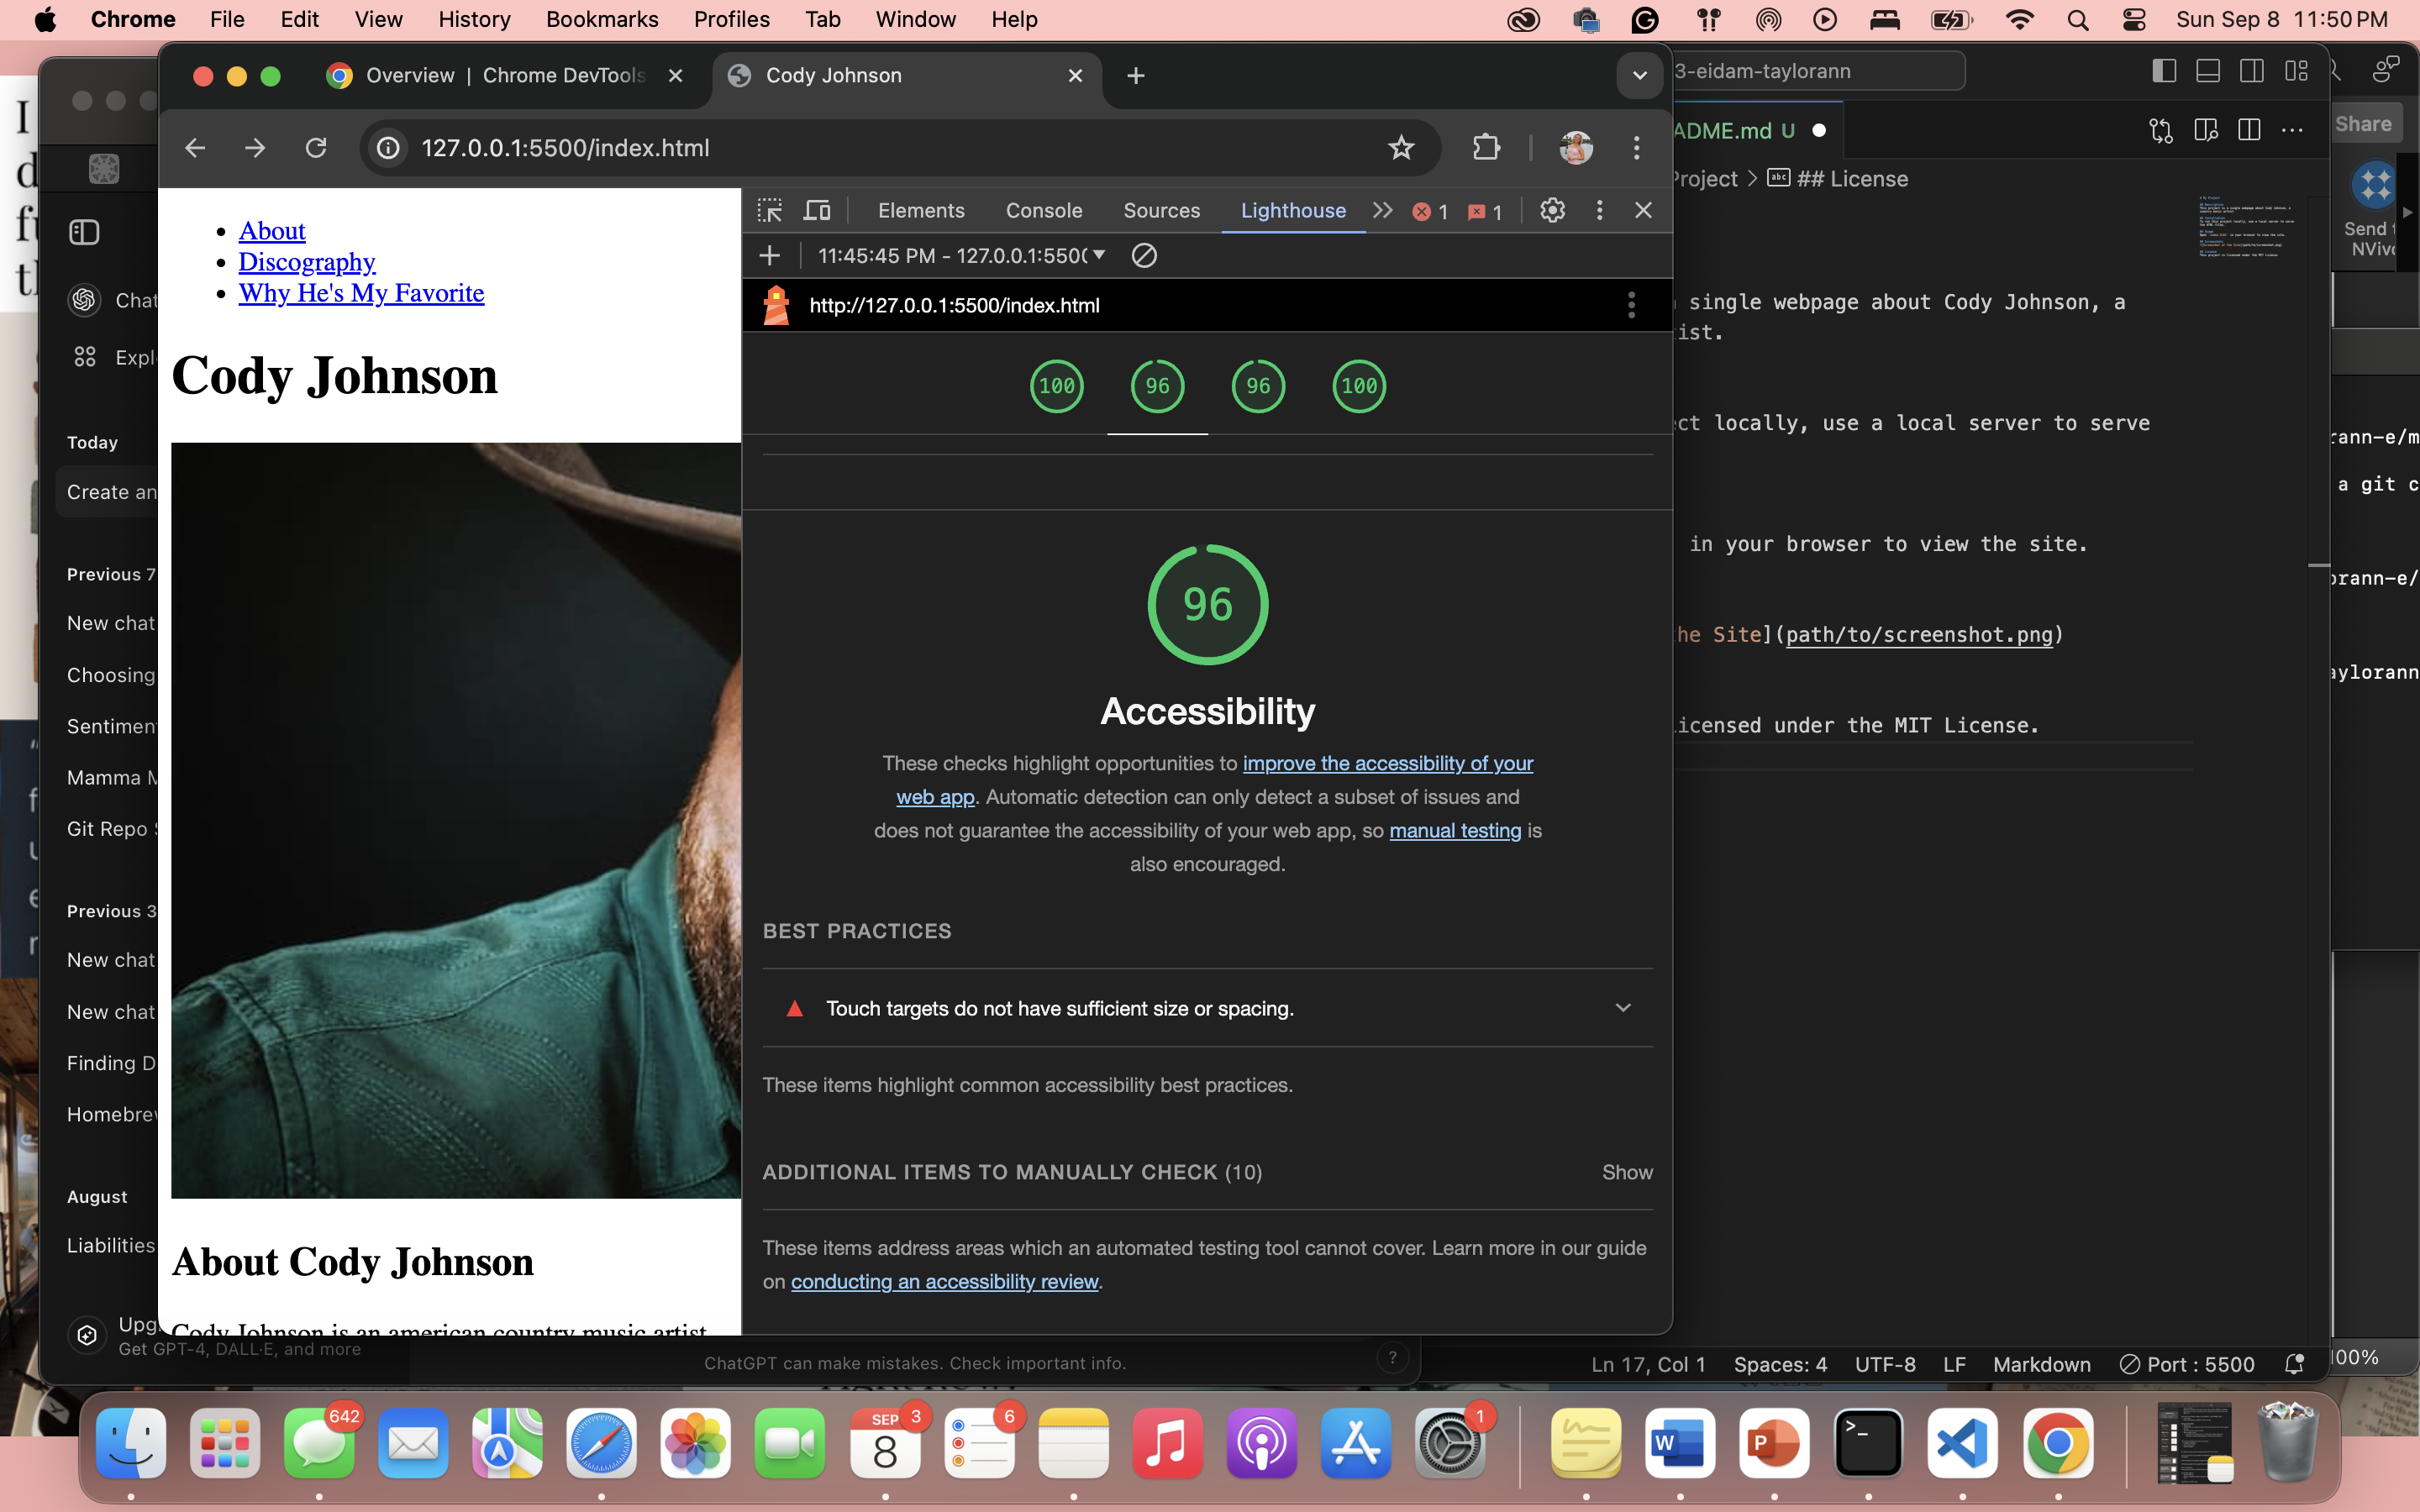 Chrome File Edit View History Bookmarks Profiles Tab Window Help Sun Sep 8 11:50 PM
Overview | Chrome DevTools
Cody Johnson
127.0.0.1:5500/index.html
About
Discography
Why He's My Favorite
Cody Johnson
About Cody Johnson
Cody Johnson is an american country music artist
Elements Console Sources Lighthouse 1 1
11:45:45 PM - 127.0.0.1:550
http://127.0.0.1:5500/index.html
100 96 96 100
96
Accessibility
These checks highlight opportunities to improve the accessibility of your
web app. Automatic detection can only detect a subset of issues and
does not guarantee the accessibility of your web app, so manual testing is
also encouraged.
BEST PRACTICES
Touch targets do not have sufficient size or spacing.
These items highlight common accessibility best practices.
ADDITIONAL ITEMS TO MANUALLY CHECK (10) Show
These items address areas which an automated testing tool cannot cover. Learn more in our guide
on conducting an accessibility review.
Today
Create an
Previous 7
New chat
Choosing
Mamma
Git Repo
Previous 3
New chat
New chat
Finding D
August
Liabilities
Get GPT-4, DALL·E, and more
ChatGPT can make mistakes. Check important info.
?
3-eidam-taylorann
ADME.md U
Project > ## License
single webpage about Cody Johnson, a
ist.
ct locally, use a local server to serve
in your browser to view the site.
he Site](path/to/screenshot.png)
icensed under the MIT License.
Ln 17, Col 1 Spaces: 4 UTF-8 LF Markdown Port : 5500
Share
Send
NViv
a git c
642
SEP
8
3
6
1
W
P